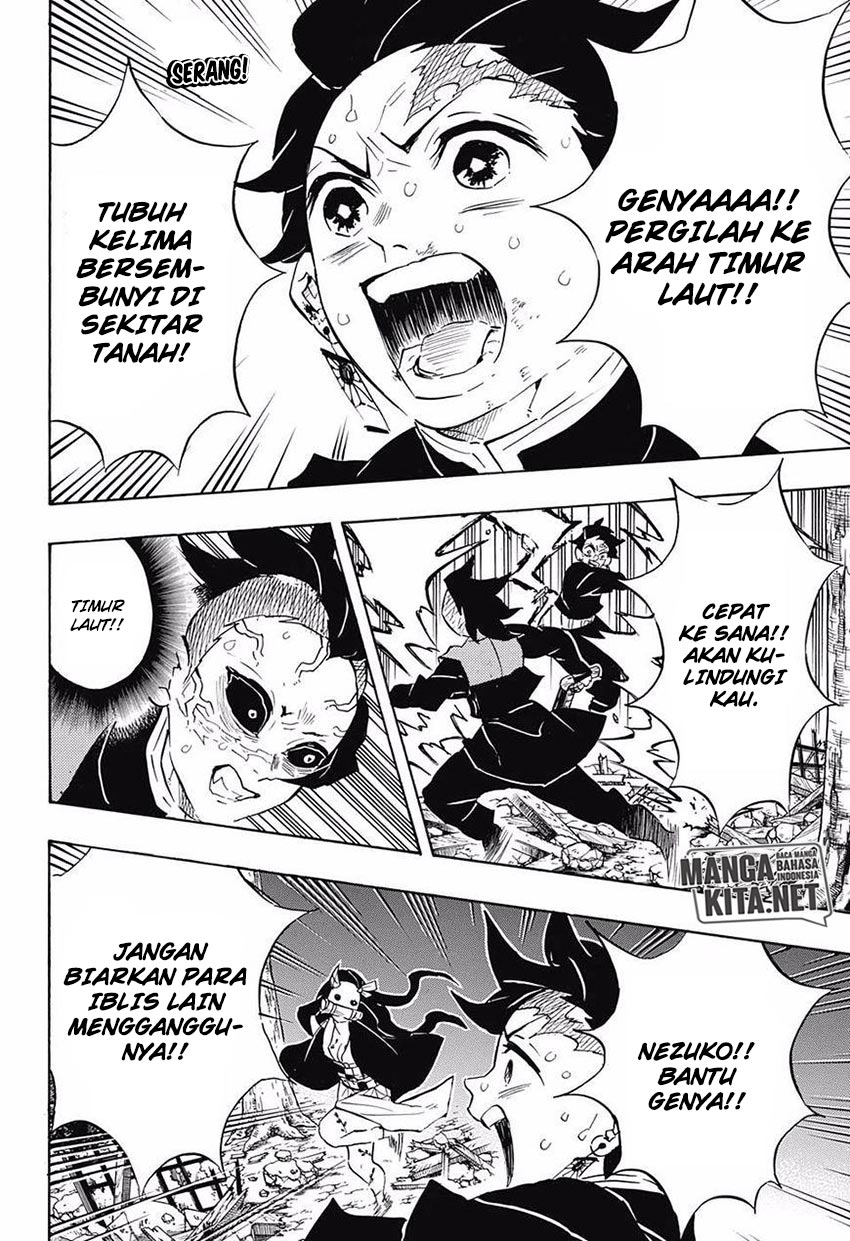 SERANG!
GENYAAAA!!
PERGILAH KE
ARAH TIMUR
LAUT!!
TUBUH
KELIMA
BERSEM-
BUNYI DI
SEKITAR
TANAH!
CEPAT
KE SANA!!
AKAN KU-
LINDUNGI
KAU.
TIMUR
LAUT!!
MANGA
KITA.NET
BACA MANGA
BAHASA
INDONESIA
NEZUKO!!
BANTU
GENYA!!
JANGAN
BIARKAN PARA
IBLIS LAIN
MENGGANGGU-
NYA!!